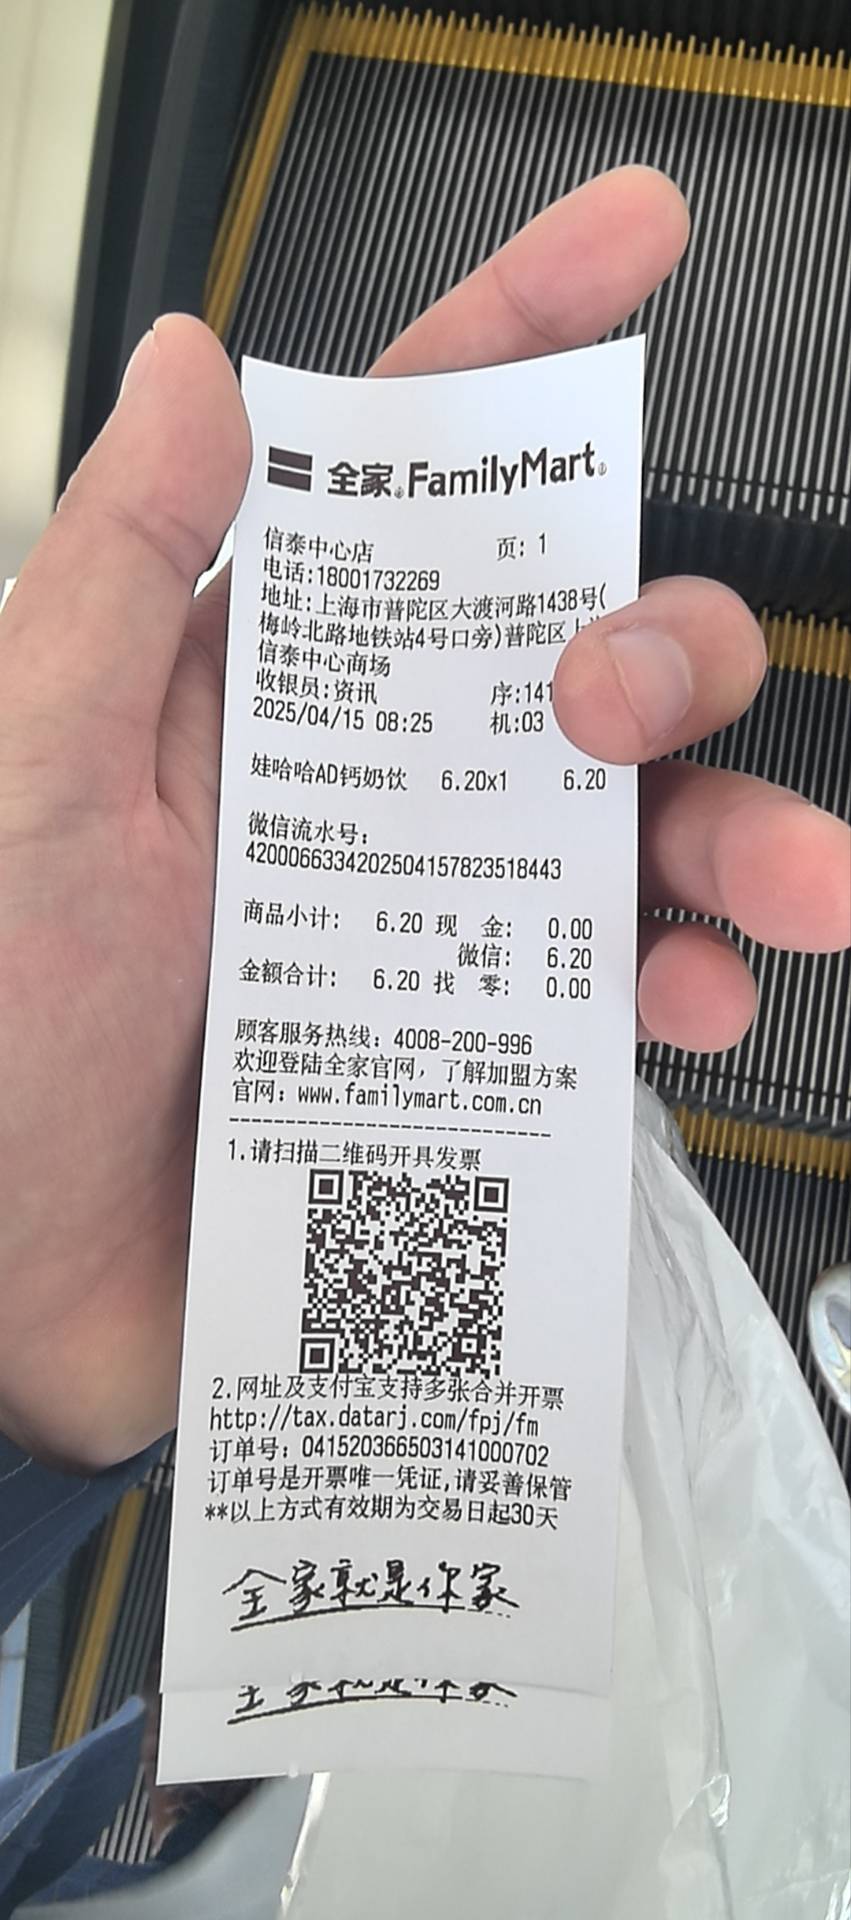 全家 FamilyMart
信泰中心店 页: 1
电话:18001732269
地址:上海市普陀区大渡河路1438号(
梅岭北路地铁站4号口旁)普陀区上
信泰中心商场
收银员:资讯 序:141
2025/04/15 08:25 机:03
娃哈哈AD钙奶饮 6.20x1 6.20
微信流水号:
4200066334202504157823518443
商品小计: 6.20 现 金: 0.00
微信: 6.20
金额合计: 6.20 找 零: 0.00
顾客服务热线: 4008-200-996
欢迎登陆全家官网，了解加盟方案
官网: www.familymart.com.cn
1.请扫描二维码开具发票
2.网址及支付宝支持多张合并开票
http://tax.datarj.com/fpj/fm
订单号: 041520366503141000702
订单号是开票唯一凭证,请妥善保管
**以上方式有效期为交易日起30天
全家就是你家